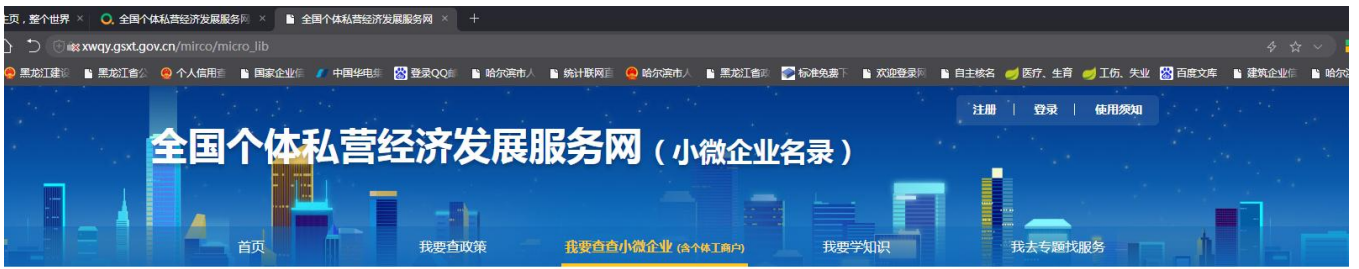 主页，整个世界 × 全国个体私营经济发展服务网 × 全国个体私营经济发展服务网 × +
xwqy.gsxt.gov.cn/mirco/micro_lib
黑龙江建设 黑龙江省公 个人信用查 国家企业信 中国华电集 登录QQ邮 哈尔滨市人 统计联网直 哈尔滨市人 黑龙江省政 标准免费下 欢迎登录网 自主核名 医疗、生育 工伤、失业 百度文库 建筑企业信 哈尔滨
注册 | 登录 | 使用须知
全国个体私营经济发展服务网（小微企业名录）
首页 我要查政策 我要查查小微企业 (含个体工商户) 我要学知识 我去专题找服务